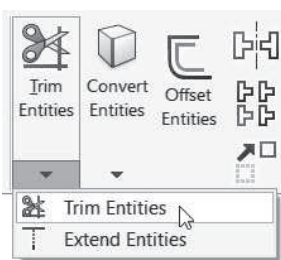 Trim
Entities
Convert
Entities
Offset
Entities
Trim Entities
Extend Entities